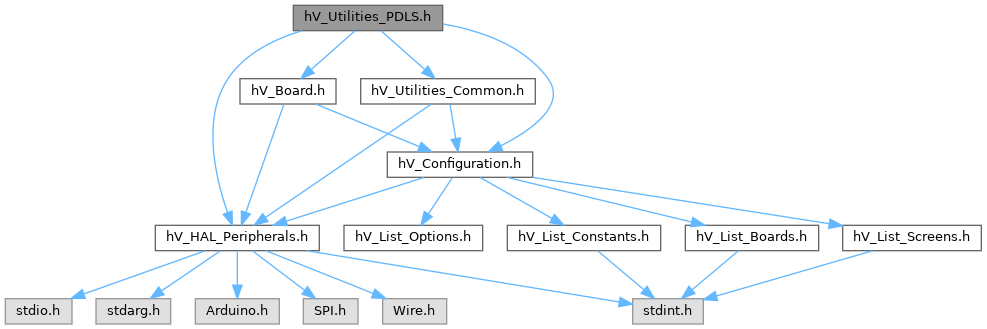 hV_Utilities_PDLS.h
hV_Board.h
hV_Utilities_Common.h
hV_Configuration.h
hV_HAL_Peripherals.h
hV_List_Options.h
hV_List_Constants.h
hV_List_Boards.h
hV_List_Screens.h
stdio.h
stdarg.h
Arduino.h
SPI.h
Wire.h
stdint.h